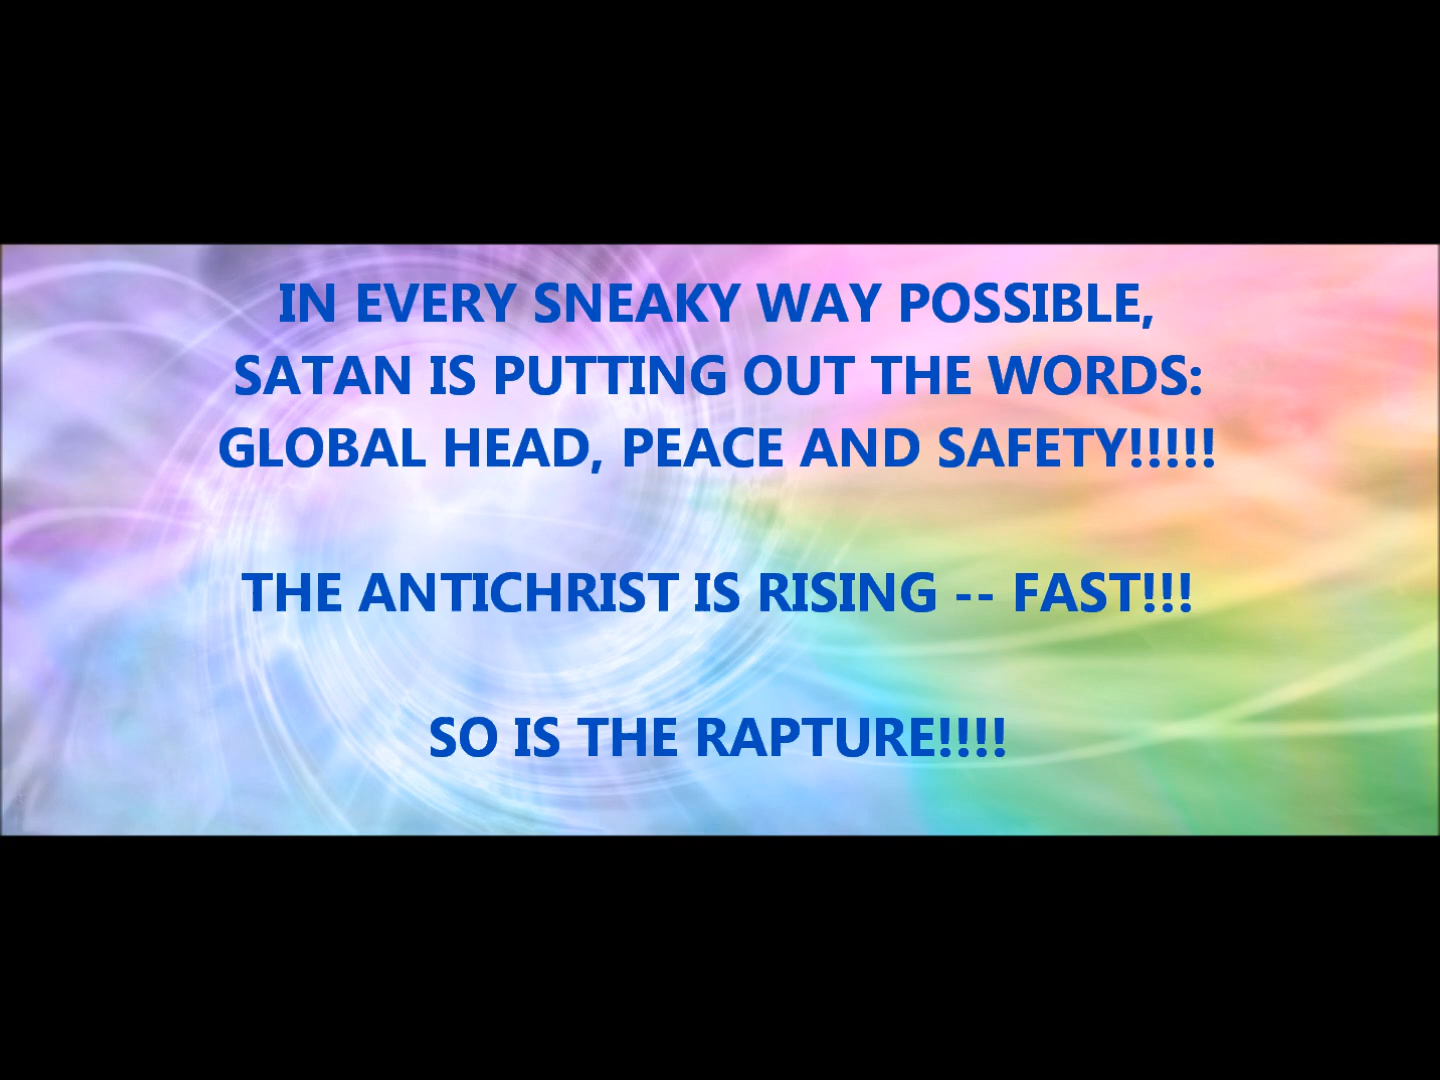 IN EVERY SNEAKY WAY POSSIBLE,
SATAN IS PUTTING OUT THE WORDS:
GLOBAL HEAD, PEACE AND SAFETY!!!!!
THE ANTICHRIST IS RISING -- FAST!!!
SO IS THE RAPTURE!!!!